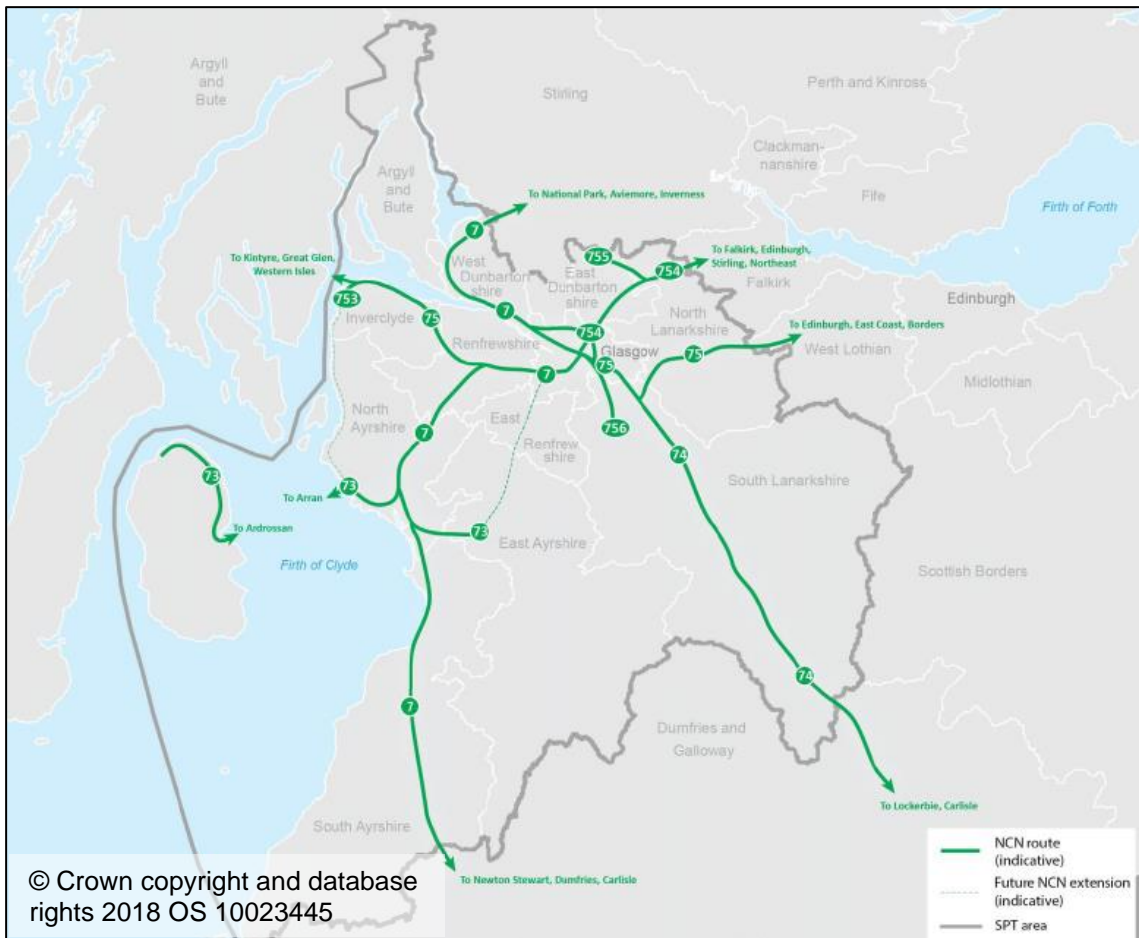 Argyll
and
Bute
Stirling
Perth and Kinross
Clackman-
nanshire
Fife
Firth of Forth
Argyll
and
Bute
To National Park, Aviemore, Inverness
7
To Kintyre, Great Glen,
Western Isles
753
Inverclyde
75
West
Dunbarton
shire
7
755
East
Dunbarton
shire
754
To Falkirk, Edinburgh,
Stirling, Northeast
Falkirk
Edinburgh
North
Lanarkshire
754
Renfrewshire
Glasgow
75
75
To Edinburgh, East Coast, Borders
West Lothian
Midlothian
7
North
Ayrshire
7
East
Renfrew
shire
756
74
South Lanarkshire
73
To Ardrossan
73
To Arran
73
East Ayrshire
Firth of Clyde
Scottish Borders
7
74
Dumfries and
Galloway
To Lockerbie, Carlisle
South Ayrshire
To Newton Stewart, Dumfries, Carlisle
© Crown copyright and database
rights 2018 OS 10023445
NCN route
(indicative)
Future NCN extension
(indicative)
SPT area